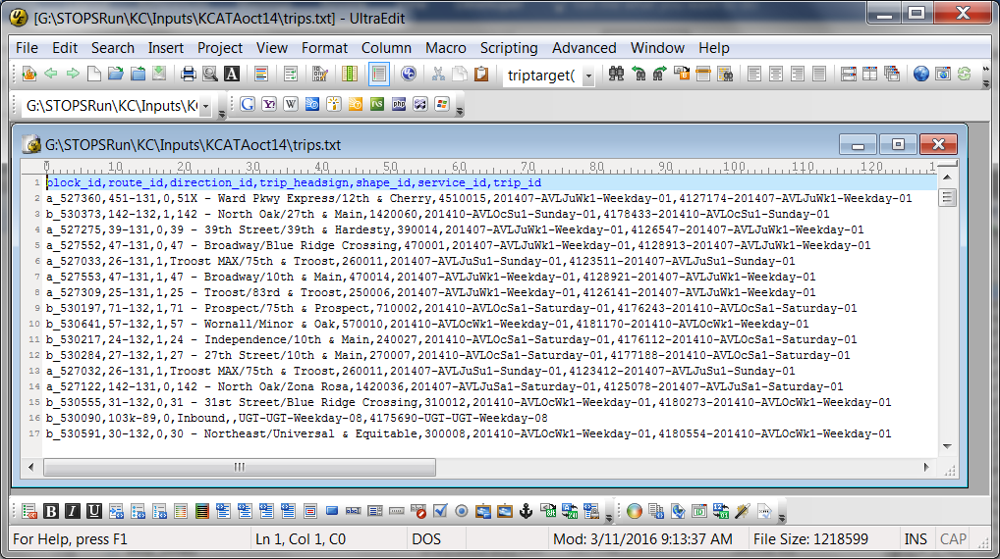 [G:\STOPSRun\KC\Inputs\KCATAoct14\trips.txt] - UltraEdit
File Edit Search Insert Project View Format Column Macro Scripting Advanced Window Help
triptarget(
G:\STOPSRun\KC\Inputs\K
G:\STOPSRun\KC\Inputs\KCATAoct14\trips.txt
0 10 20 30 40 50 60 70 80 90 100 110 120
1 block_id,route_id,direction_id,trip_headsign,shape_id,service_id,trip_id
2 a_527360,451-131,0,51X - Ward Pkwy Express/12th & Cherry,4510015,201407-AVLJuWk1-Weekday-01,4127174-201407-AVLJuWk1-Weekday-01
3 b_530373,142-132,1,142 - North Oak/27th & Main,1420060,201410-AVLOcSu1-Sunday-01,4178433-201410-AVLOcSu1-Sunday-01
4 a_527275,39-131,0,39 - 39th Street/39th & Hardesty,390014,201407-AVLJuWk1-Weekday-01,4126547-201407-AVLJuWk1-Weekday-01
5 a_527552,47-131,0,47 - Broadway/Blue Ridge Crossing,470001,201407-AVLJuWk1-Weekday-01,4128913-201407-AVLJuWk1-Weekday-01
6 a_527033,26-131,1,Troost MAX/75th & Troost,260011,201407-AVLJuSu1-Sunday-01,4123511-201407-AVLJuSu1-Sunday-01
7 a_527553,47-131,1,47 - Broadway/10th & Main,470014,201407-AVLJuWk1-Weekday-01,4128921-201407-AVLJuWk1-Weekday-01
8 a_527309,25-131,1,25 - Troost/83rd & Troost,250006,201407-AVLJuWk1-Weekday-01,4126141-201407-AVLJuWk1-Weekday-01
9 b_530197,71-132,1,71 - Prospect/75th & Prospect,710002,201410-AVLOcSa1-Saturday-01,4176243-201410-AVLOcSa1-Saturday-01
10 b_530641,57-132,1,57 - Wornall/Minor & Oak,570010,201410-AVLOcWk1-Weekday-01,4181170-201410-AVLOcWk1-Weekday-01
11 b_530217,24-132,1,24 - Independence/10th & Main,240027,201410-AVLOcSa1-Saturday-01,4176112-201410-AVLOcSa1-Saturday-01
12 b_530284,27-132,1,27 - 27th Street/10th & Main,270007,201410-AVLOcSa1-Saturday-01,4177188-201410-AVLOcSa1-Saturday-01
13 a_527032,26-131,1,Troost MAX/75th & Troost,260011,201407-AVLJuSu1-Sunday-01,4123412-201407-AVLJuSu1-Sunday-01
14 a_527122,142-131,0,142 - North Oak/Zona Rosa,1420036,201407-AVLJuSa1-Saturday-01,4125078-201407-AVLJuSa1-Saturday-01
15 b_530555,31-132,0,31 - 31st Street/Blue Ridge Crossing,310012,201410-AVLOcWk1-Weekday-01,4180273-201410-AVLOcWk1-Weekday-01
16 b_530090,103k-89,0,Inbound,,UGT-UGT-Weekday-08,4175690-UGT-UGT-Weekday-08
17 b_530591,30-132,0,30 - Northeast/Universal & Equitable,300008,201410-AVLOcWk1-Weekday-01,4180554-201410-AVLOcWk1-Weekday-01
For Help, press F1 Ln 1, Col 1, C0 DOS Mod: 3/11/2016 9:13:37 AM File Size: 1218599 INS CAP